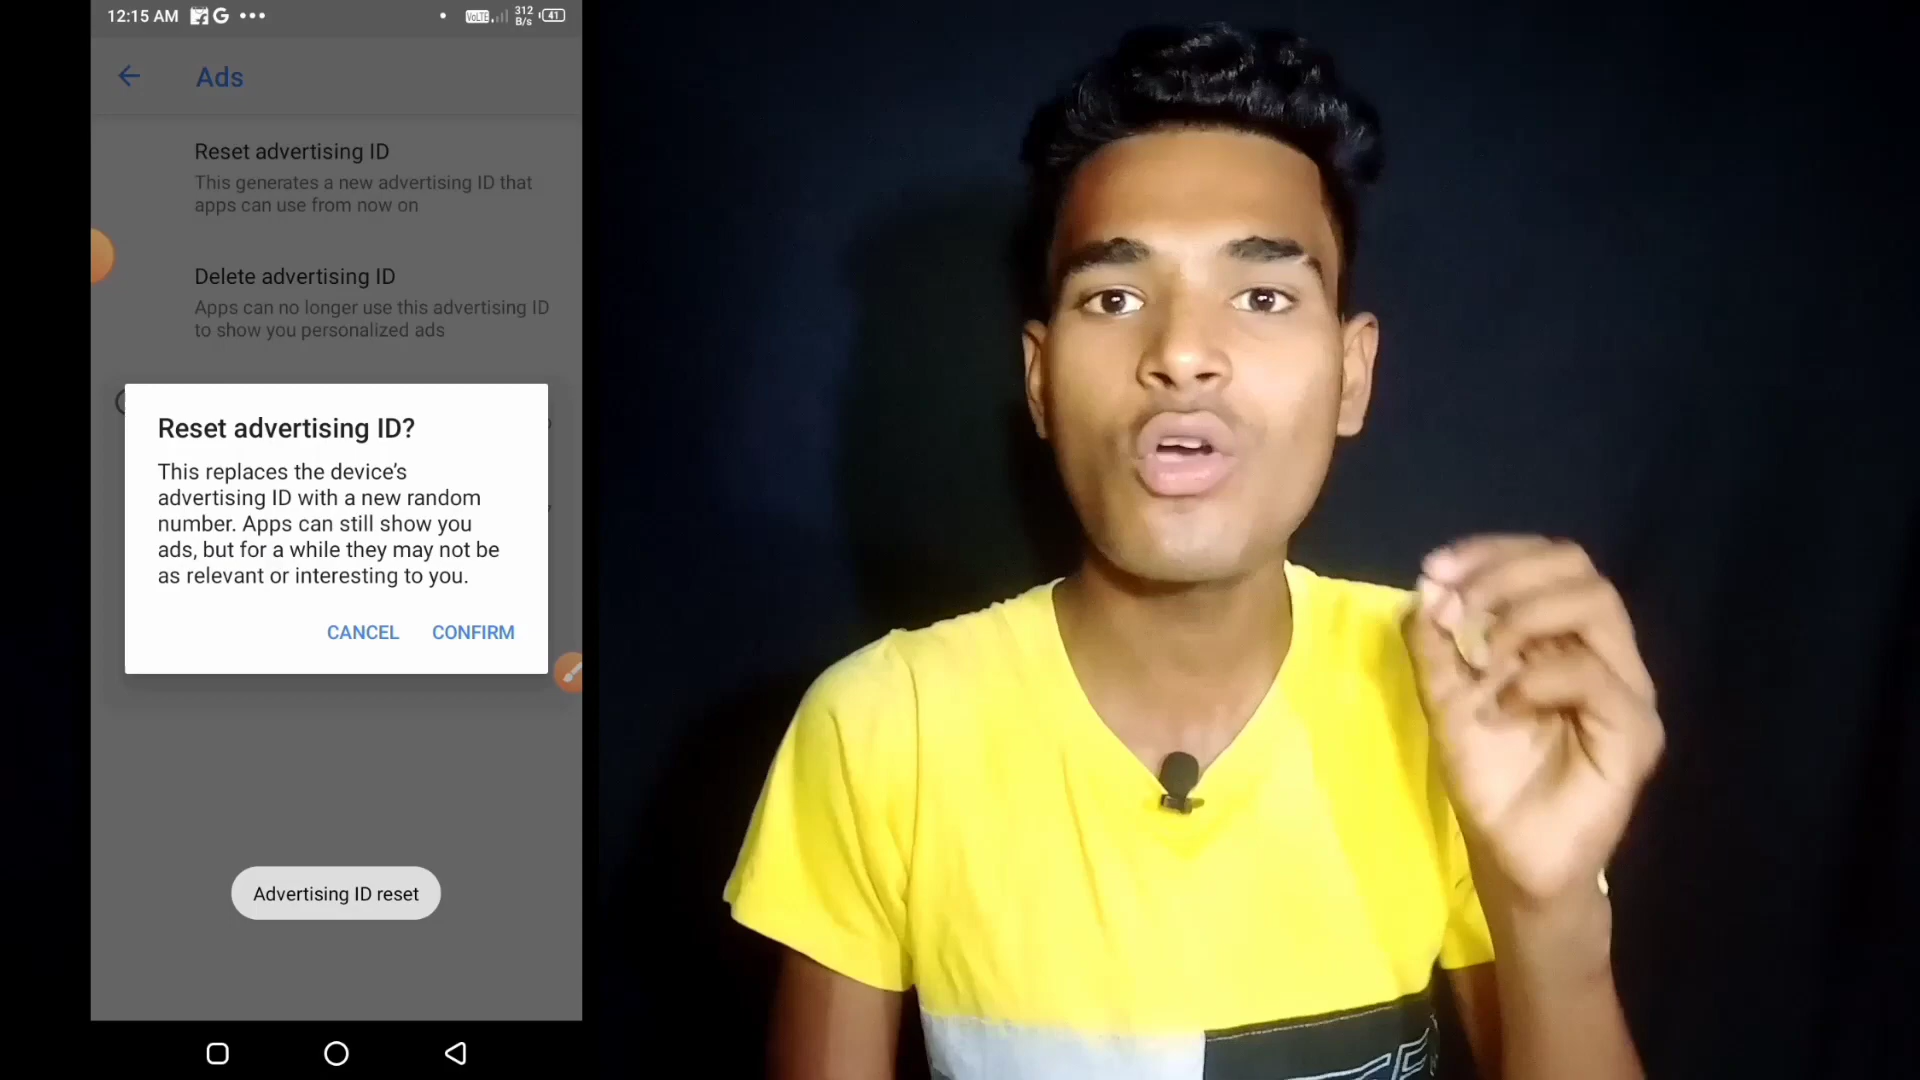 12:15 AM
VoLTE
312
B/s
41
Ads
Reset advertising ID
This generates a new advertising ID that
apps can use from now on
Delete advertising ID
Apps can no longer use this advertising ID
to show you personalized ads
Reset advertising ID?
This replaces the device’s
advertising ID with a new random
number. Apps can still show you
ads, but for a while they may not be
as relevant or interesting to you.
CANCEL CONFIRM
Advertising ID reset